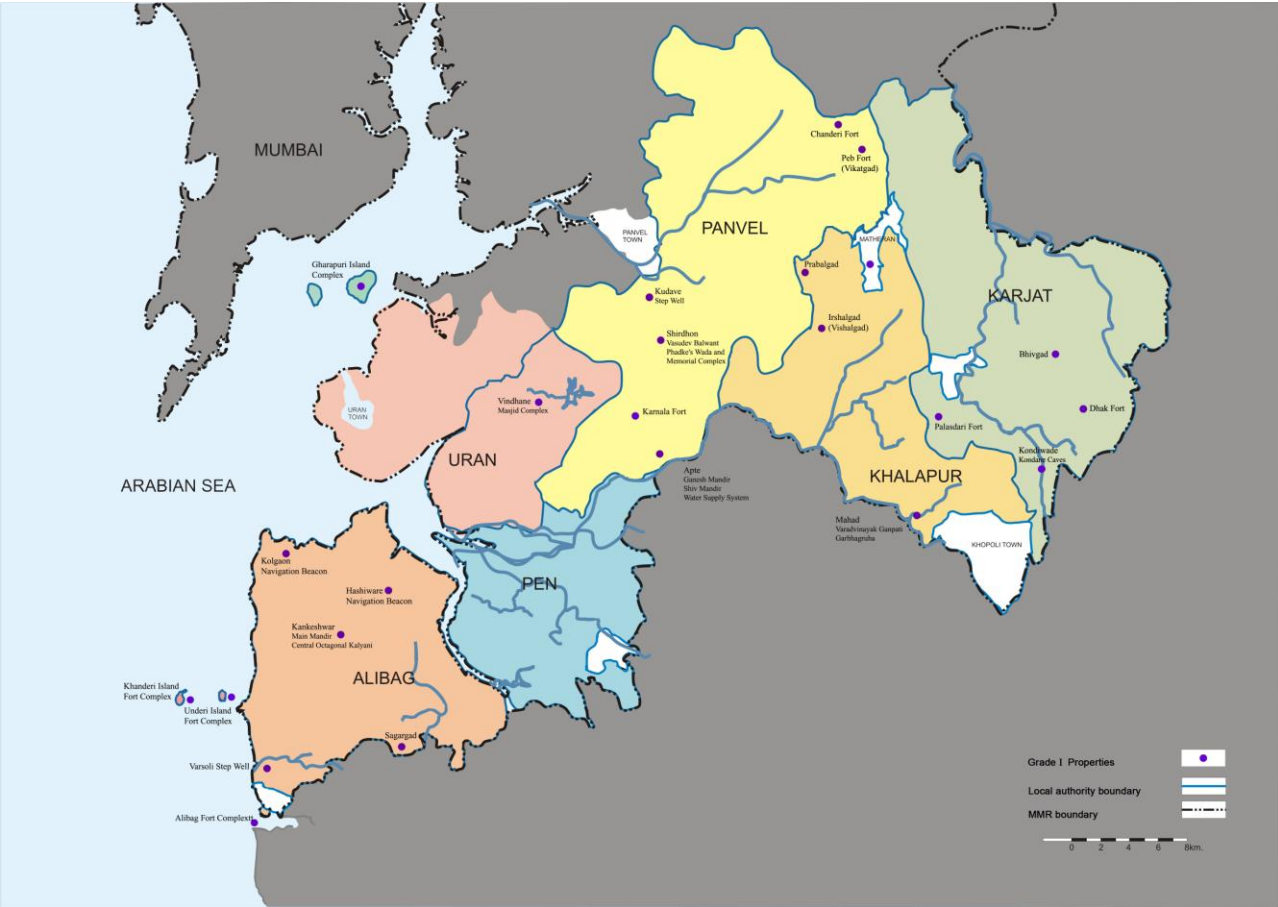 MUMBAI
Chanderi Fort
Peb Fort
(Vikatgad)
PANVEL
TOWN
PANVEL
MATHERAN
Gharapuri Island
Complex
Prabalgad
Kudave
Step Well
KARJAT
Irshalgad
(Vishalgad)
Shirdhon
Vasudev Balwant
Phadke's Wada and
Memorial Complex
Bhivgad
Vindhane
Masjid Complex
URAN
TOWN
Karnala Fort
Dhak Fort
Palasdari Fort
URAN
Kondiwade
Kondane Caves
Apte
Ganesh Mandir
Shiv Mandir
Water Supply System
KHALAPUR
ARABIAN SEA
Mahad
Varadvinayak Ganpati
Garbhagruha
KHOPOLI TOWN
Kolgaon
Navigation Beacon
PEN
Hashiware
Navigation Beacon
Kankeshwar
Main Mandir
Central Octagonal Kalyani
ALIBAG
Khanderi Island
Fort Complex
Underi Island
Fort Complex
Sagargad
Varsoli Step Well
Alibag Fort Complextt
Grade I Properties
Local authority boundary
MMR boundary
0 2 4 6 8km.